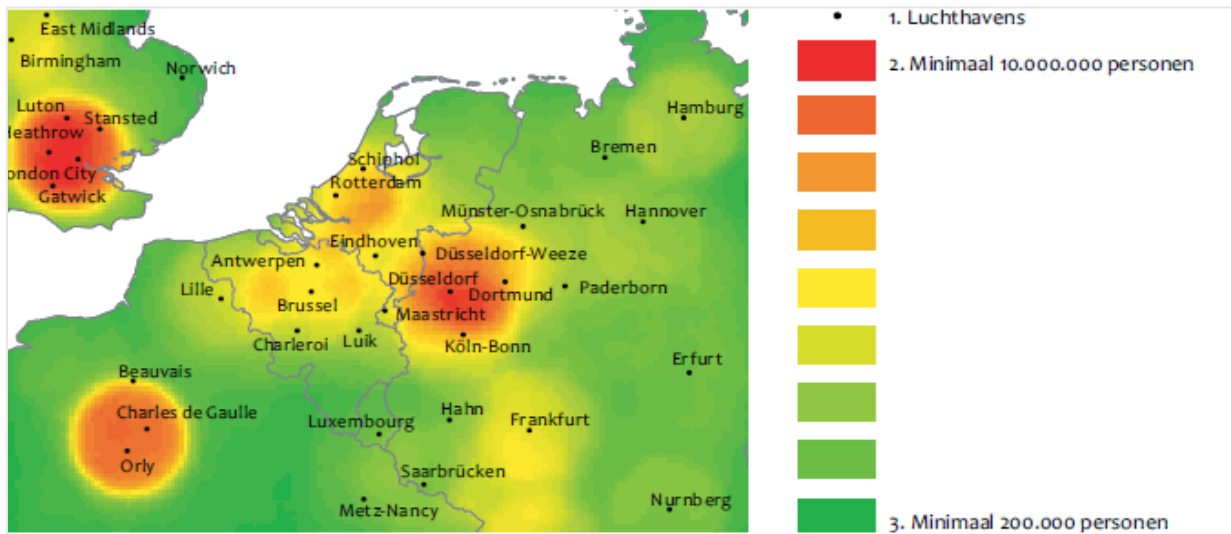 East Midlands
Birmingham
Norwich
Luton
Stansted
Heathrow
London City
Gatwick
Hamburg
Bremen
Schiphol
Rotterdam
Münster-Osnabrück
Hannover
Eindhoven
Düsseldorf-Weeze
Antwerpen
Düsseldorf
Dortmund
Paderborn
Lille
Brussel
Maastricht
Charleroi
Luik
Köln-Bonn
Erfurt
Beauvais
Charles de Gaulle
Orly
Luxembourg
Hahn
Frankfurt
Saarbrücken
Metz-Nancy
Nurnberg
1. Luchthavens
2. Minimaal 10.000.000 personen
3. Minimaal 200.000 personen